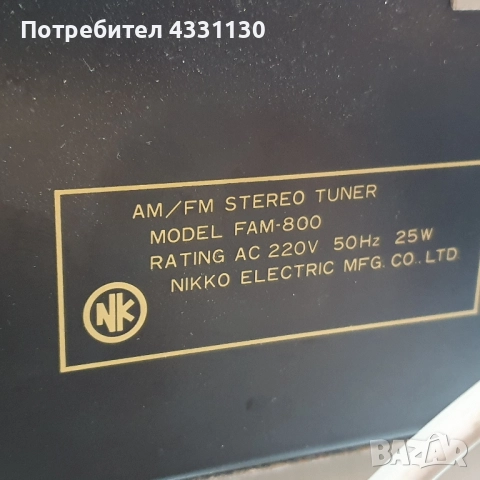 Потребител 4331130
AM/FM STEREO TUNER
MODEL FAM-800
RATING AC 220V 50Hz 25W
NIKKO ELECTRIC MFG. CO., LTD
NK
BAZAR